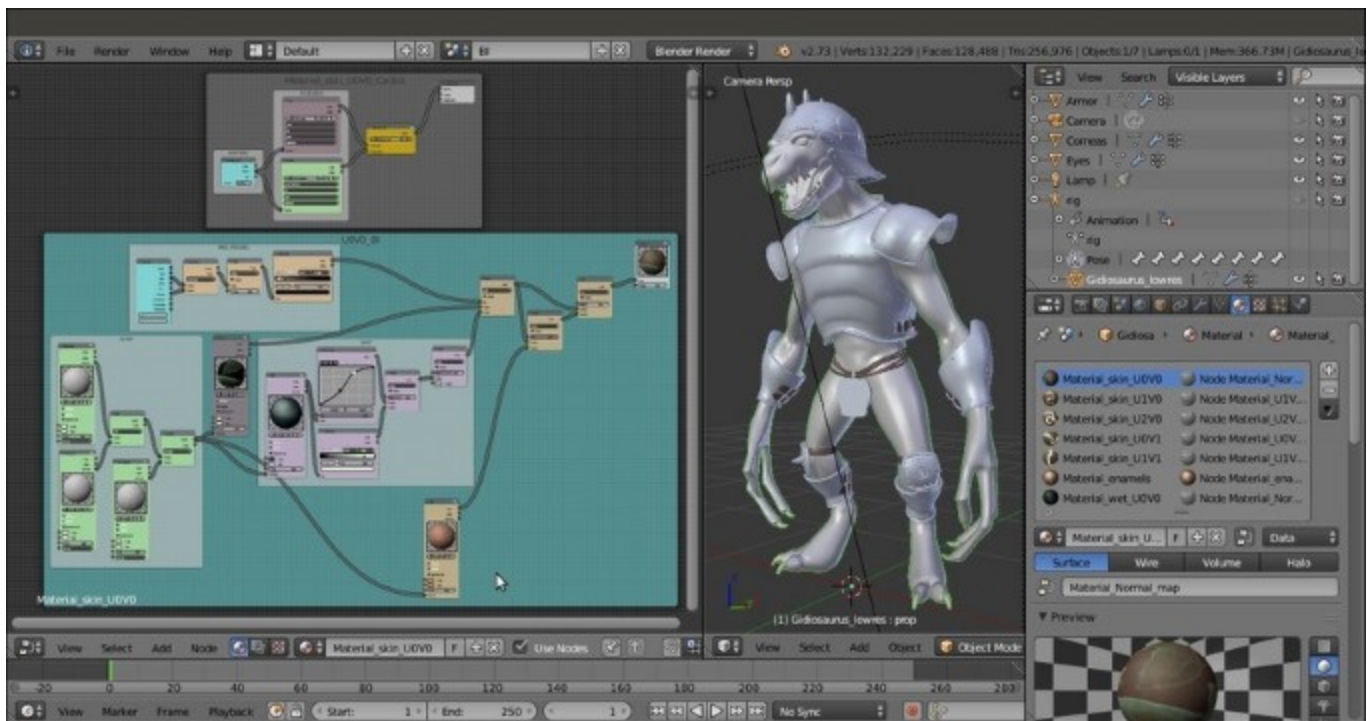 File Render Window Help Default BI Blender Render v2.73 | Verts:132,229 | Faces:128,488 | Tris:256,976 | Objects:1/7 | Lamps:0/1 | Mem:366.73M | Gidiosaurus_l
Material_skin_U0V0_Control
U0V0_BI
Material_skin_U0V0
View Select Add Node Material_skin_U0V0 F Use Nodes
Camera Persp
(1) Gidiosaurus_lowres : prop
View Select Add Object Object Mode
View Search Visible Layers
Armor
Camera
Corneas
Eyes
Lamp
rig
Animation
rig
Pose
Gidiosaurus_lowres
Gidiosa Material Material_
Material_skin_U0V0 Node Material_Nor...
Material_skin_U1V0 Node Material_U1V...
Material_skin_U2V0 Node Material_U2V...
Material_skin_U0V1 Node Material_U0V...
Material_skin_U1V1 Node Material_U1V...
Material_enamels Node Material_ena...
Material_wet_U0V0 Node Material_Nor...
Material_skin_U... F Data
Surface Wire Volume Halo
Material_Normal_map
Preview
-20 0 20 40 60 80 100 120 140 160 180 200 220 240 260 280
View Marker Frame Playback Start: 1 End: 250 1 No Sync